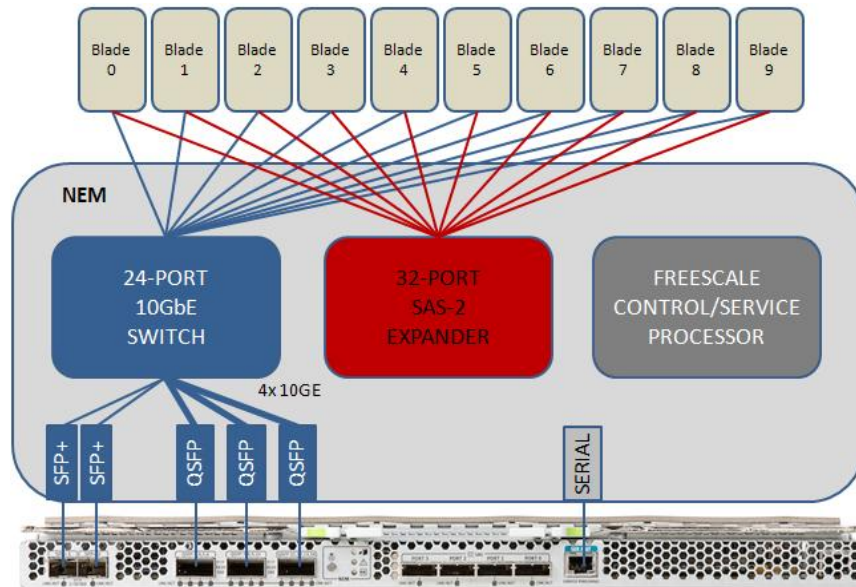 Blade
0
Blade
1
Blade
2
Blade
3
Blade
4
Blade
5
Blade
6
Blade
7
Blade
8
Blade
9
NEM
24-PORT
10GbE
SWITCH
32-PORT
SAS-2
EXPANDER
FREESCALE
CONTROL/SERVICE
PROCESSOR
4x 10GE
SFP+
SFP+
QSFP
QSFP
QSFP
SERIAL
NEM